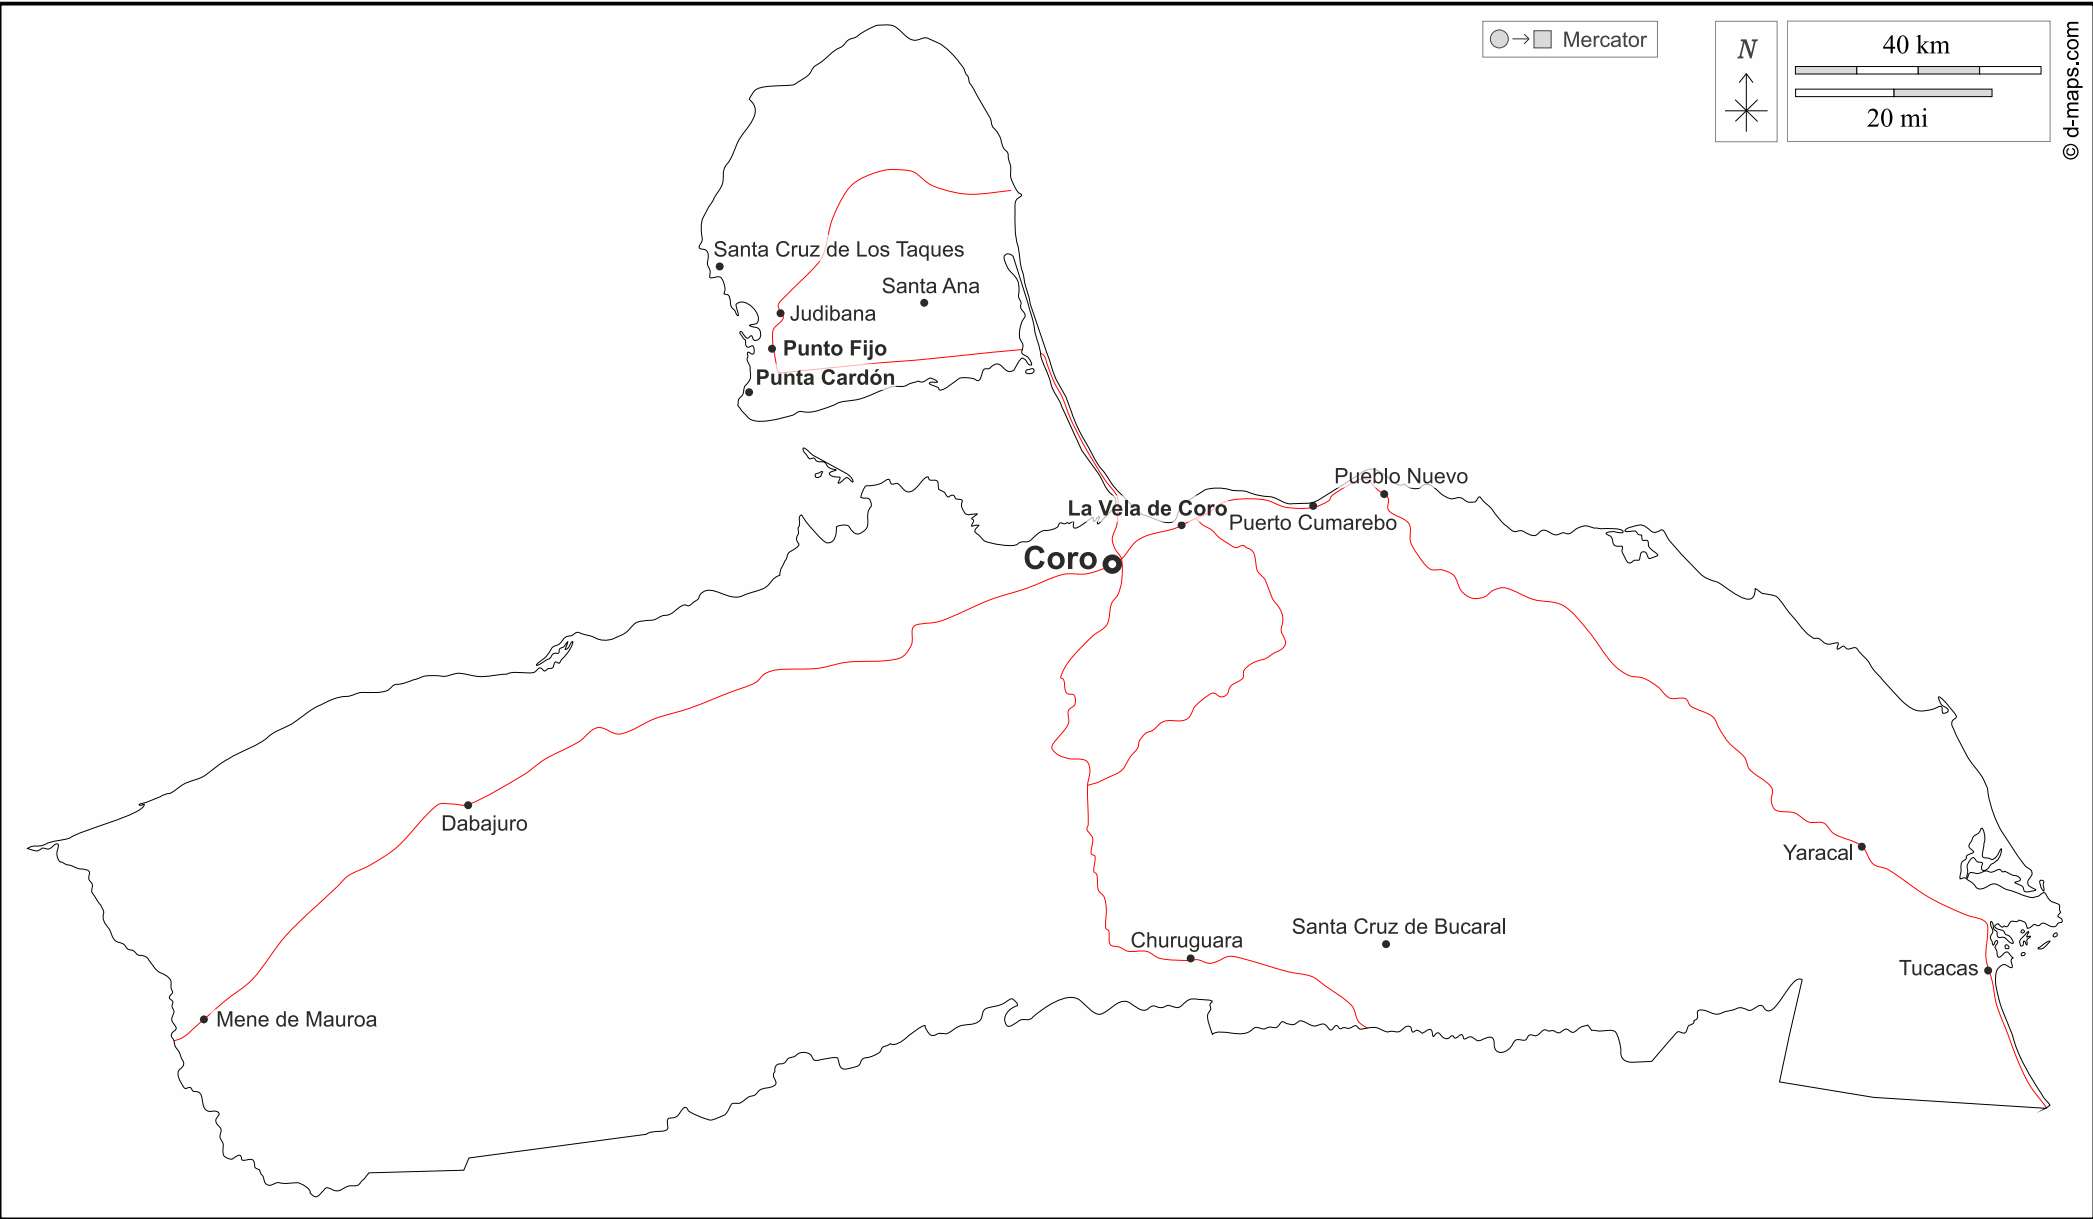 Mercator
N
40 km
20 mi
© d-maps.com
Santa Cruz de Los Taques
Santa Ana
Judibana
Punto Fijo
Punta Cardón
Pueblo Nuevo
La Vela de Coro
Puerto Cumarebo
Coro
Dabajuro
Yaracal
Santa Cruz de Bucaral
Churuguara
Tucacas
Mene de Mauroa